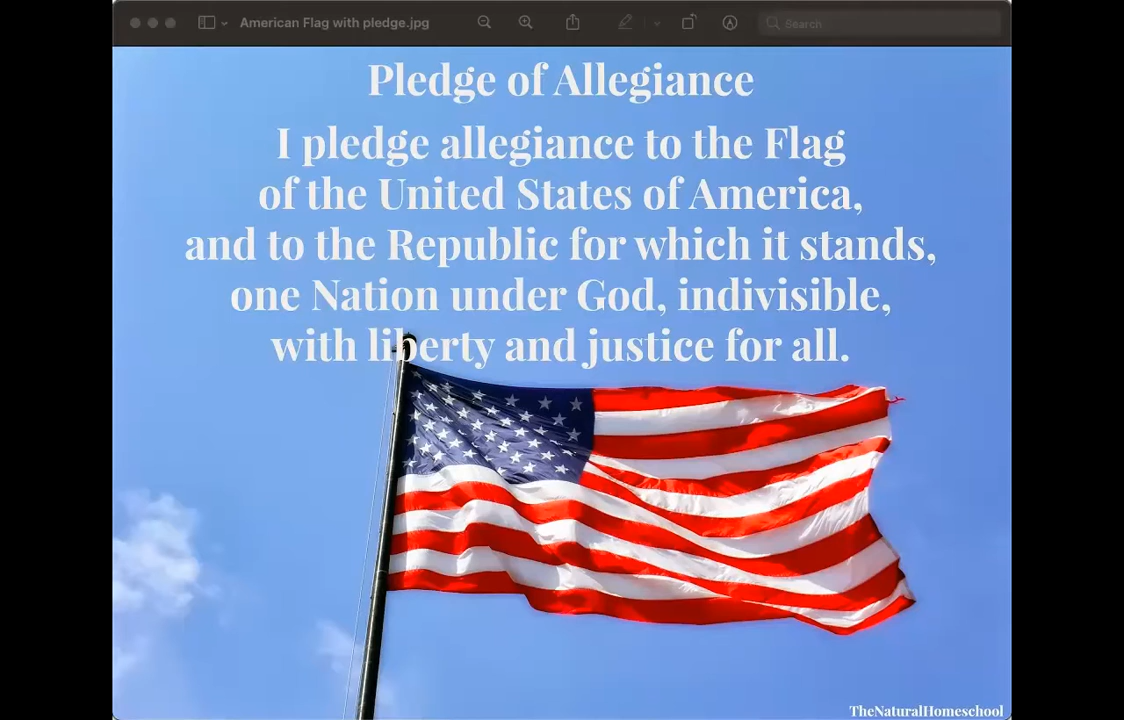 American Flag with pledge.jpg
Search
Pledge of Allegiance
I pledge allegiance to the Flag
of the United States of America,
and to the Republic for which it stands,
one Nation under God, indivisible,
with liberty and justice for all.
TheNaturalHomeschool